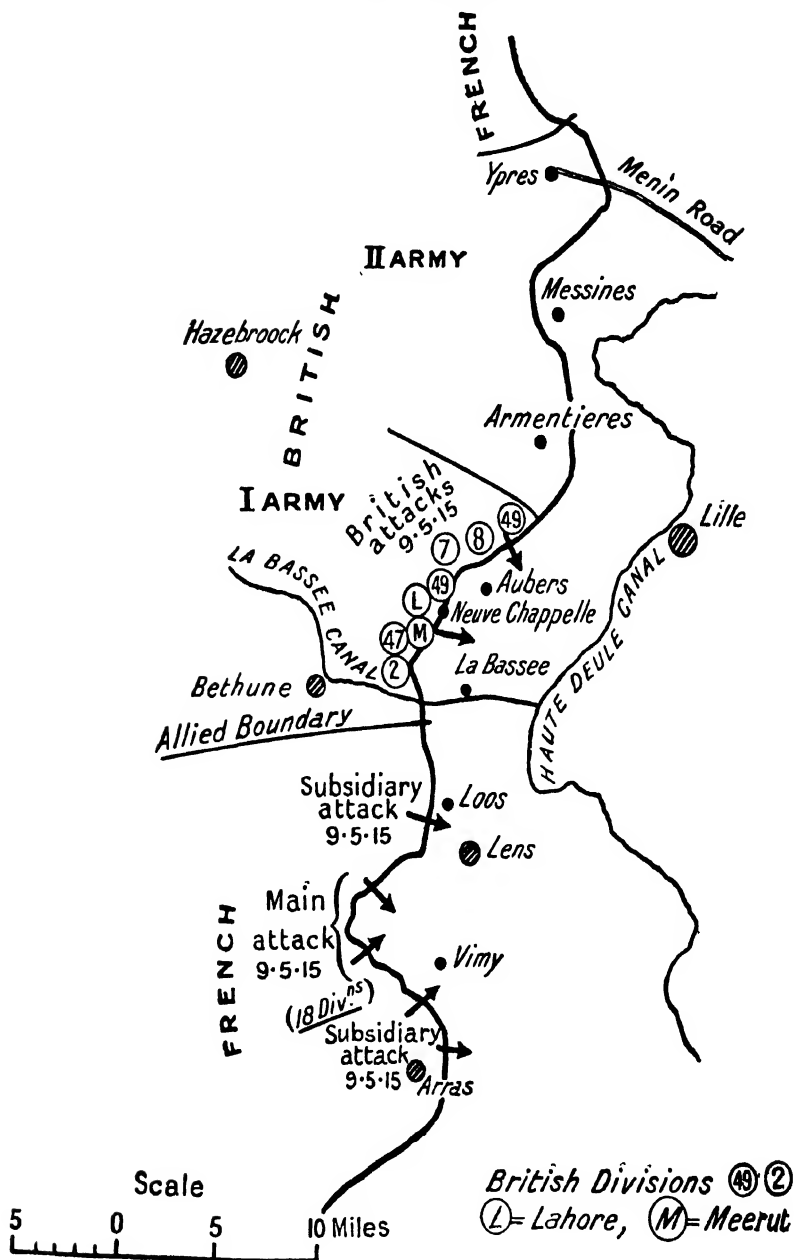 FRENCH
Ypres
Menin Road
II ARMY
Messines
Hazebroock
BRITISH
Armentieres
I ARMY
British
attacks
9.5.15
49
8
7
Lille
LA BASSEE CANAL
Aubers
49
L
Neuve Chappelle
47
M
2
La Bassee
HAUTE DEULE CANAL
Bethune
Allied Boundary
Subsidiary
attack
9.5.15
Loos
Lens
Main
attack
9.5.15
(18 Divns)
FRENCH
Vimy
Subsidiary
attack
9.5.15
Arras
Scale
5 0 5 10 Miles
British Divisions 49 2
L = Lahore, M = Meerut